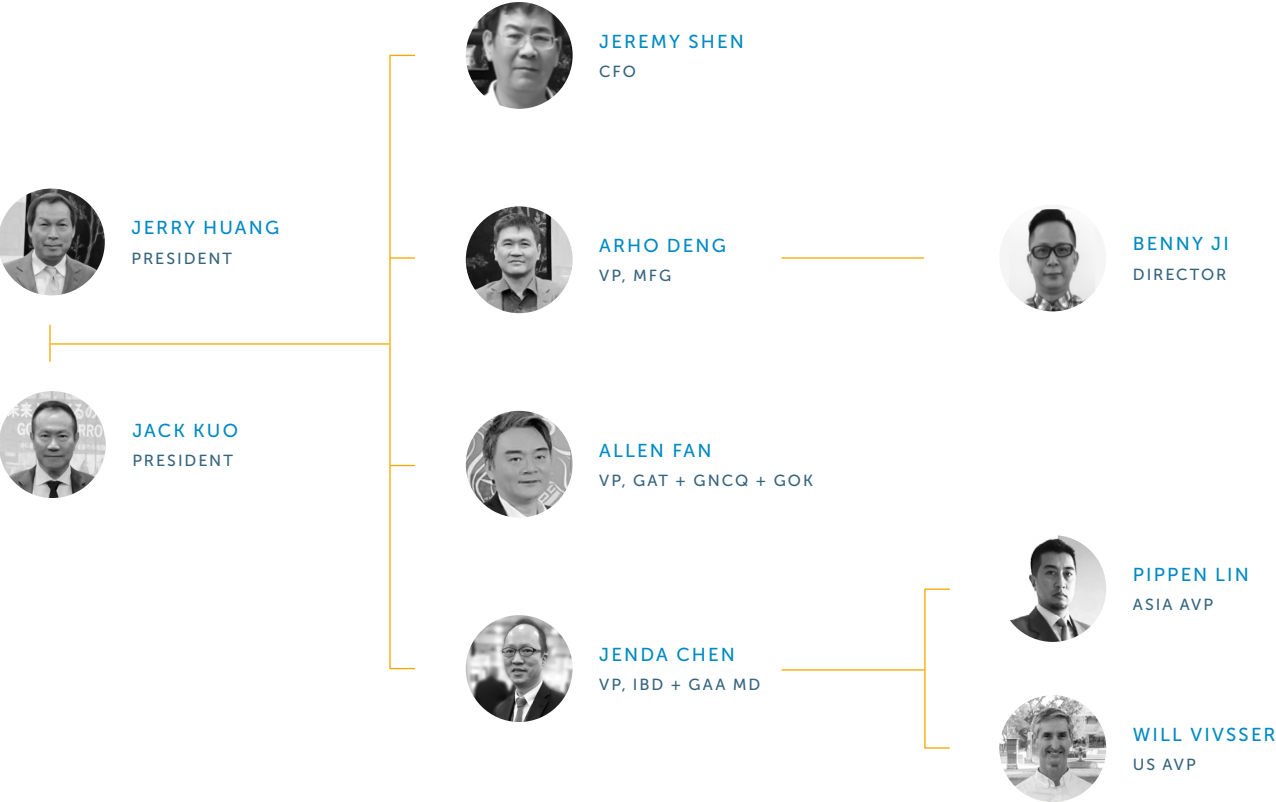 JEREMY SHEN
CFO
JERRY HUANG
PRESIDENT
ARHO DENG
VP, MFG
BENNY JI
DIRECTOR
JACK KUO
PRESIDENT
ALLEN FAN
VP, GAT + GNCQ + GOK
PIPPEN LIN
ASIA AVP
JENDA CHEN
VP, IBD + GAA MD
WILL VIVSSER
US AVP